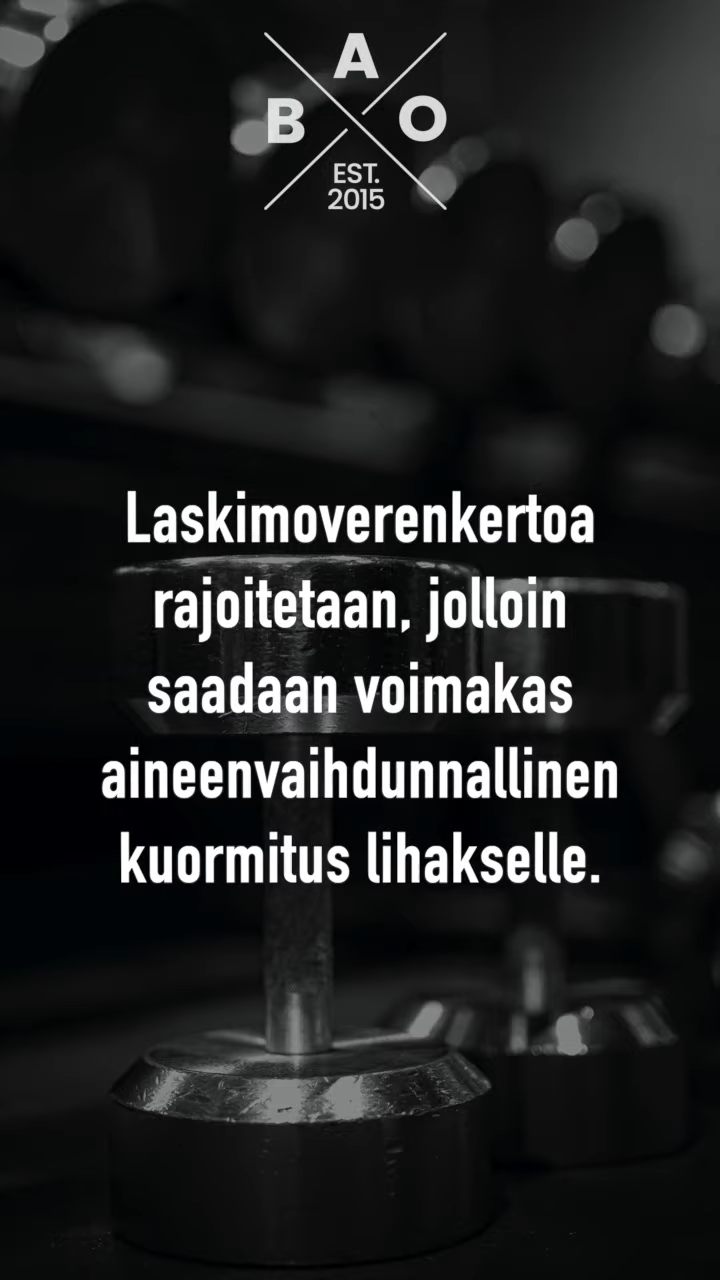 A
B O
EST.
2015
Laskimoverenkertoa
rajoitetaan, jolloin
saadaan voimakas
aineenvaihdunnallinen
kuormitus lihakselle.